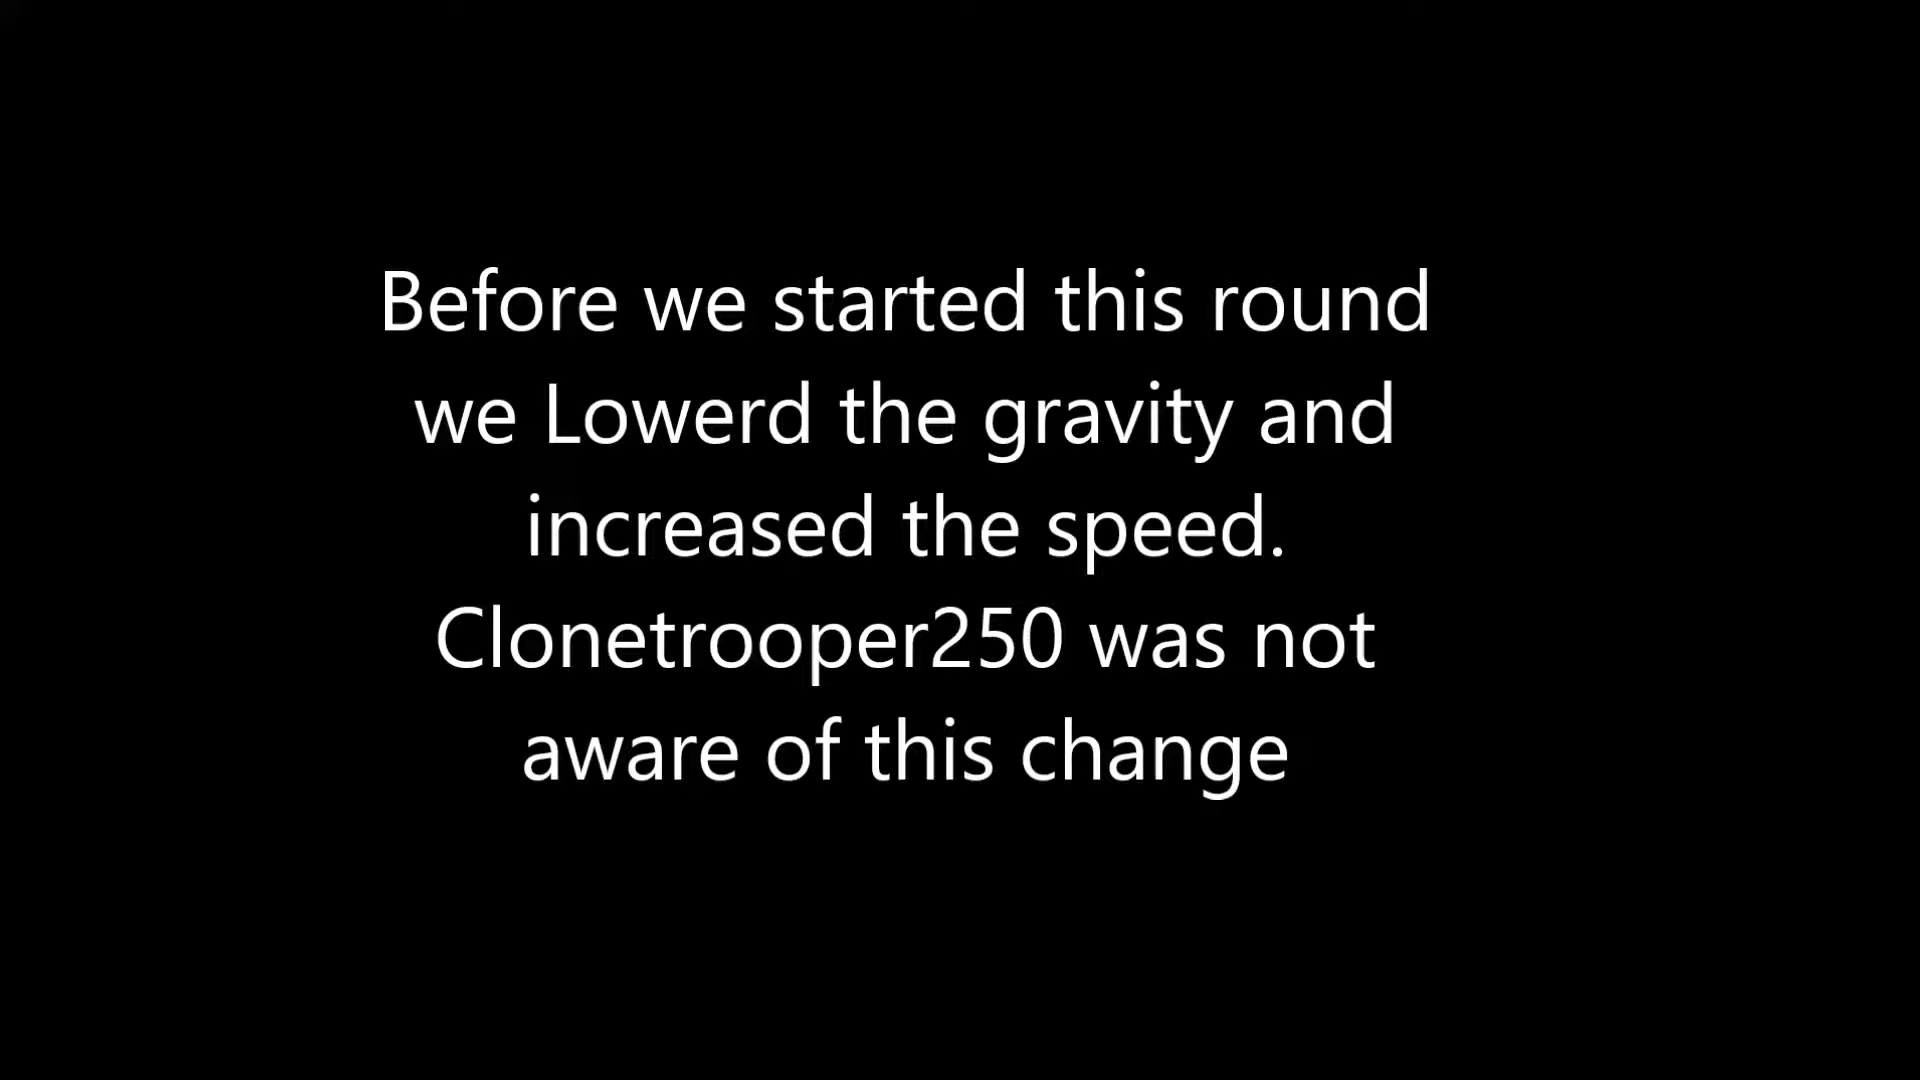 Before we started this round
we Lowerd the gravity and
increased the speed.
Clonetrooper250 was not
aware of this change